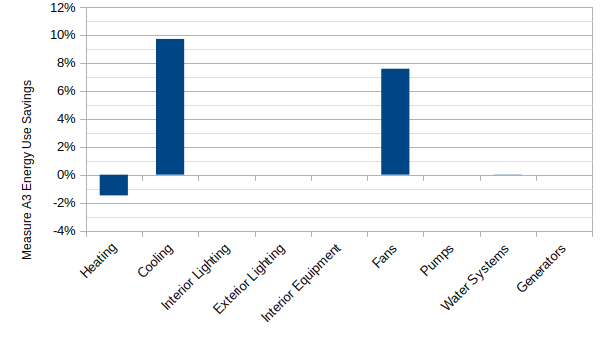 12%
10%
8%
6%
4%
2%
0%
-2%
-4%
Measure A3 Energy Use Savings
Heating
Cooling
Interior Lighting
Exterior Lighting
Interior Equipment
Fans
Pumps
Water Systems
Generators